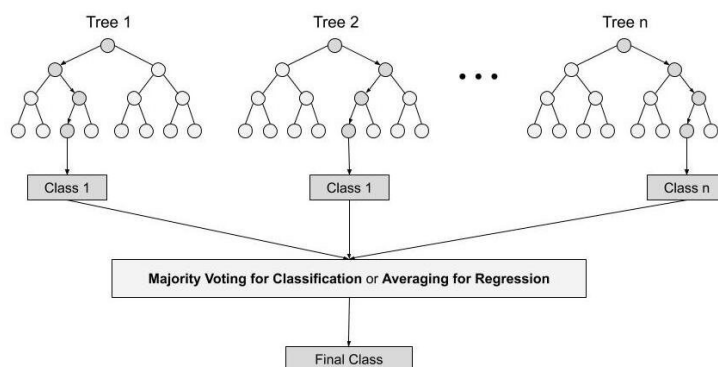 Tree 1
Tree 2
Tree n
Class 1
Class 1
Class n
Majority Voting for Classification or Averaging for Regression
Final Class